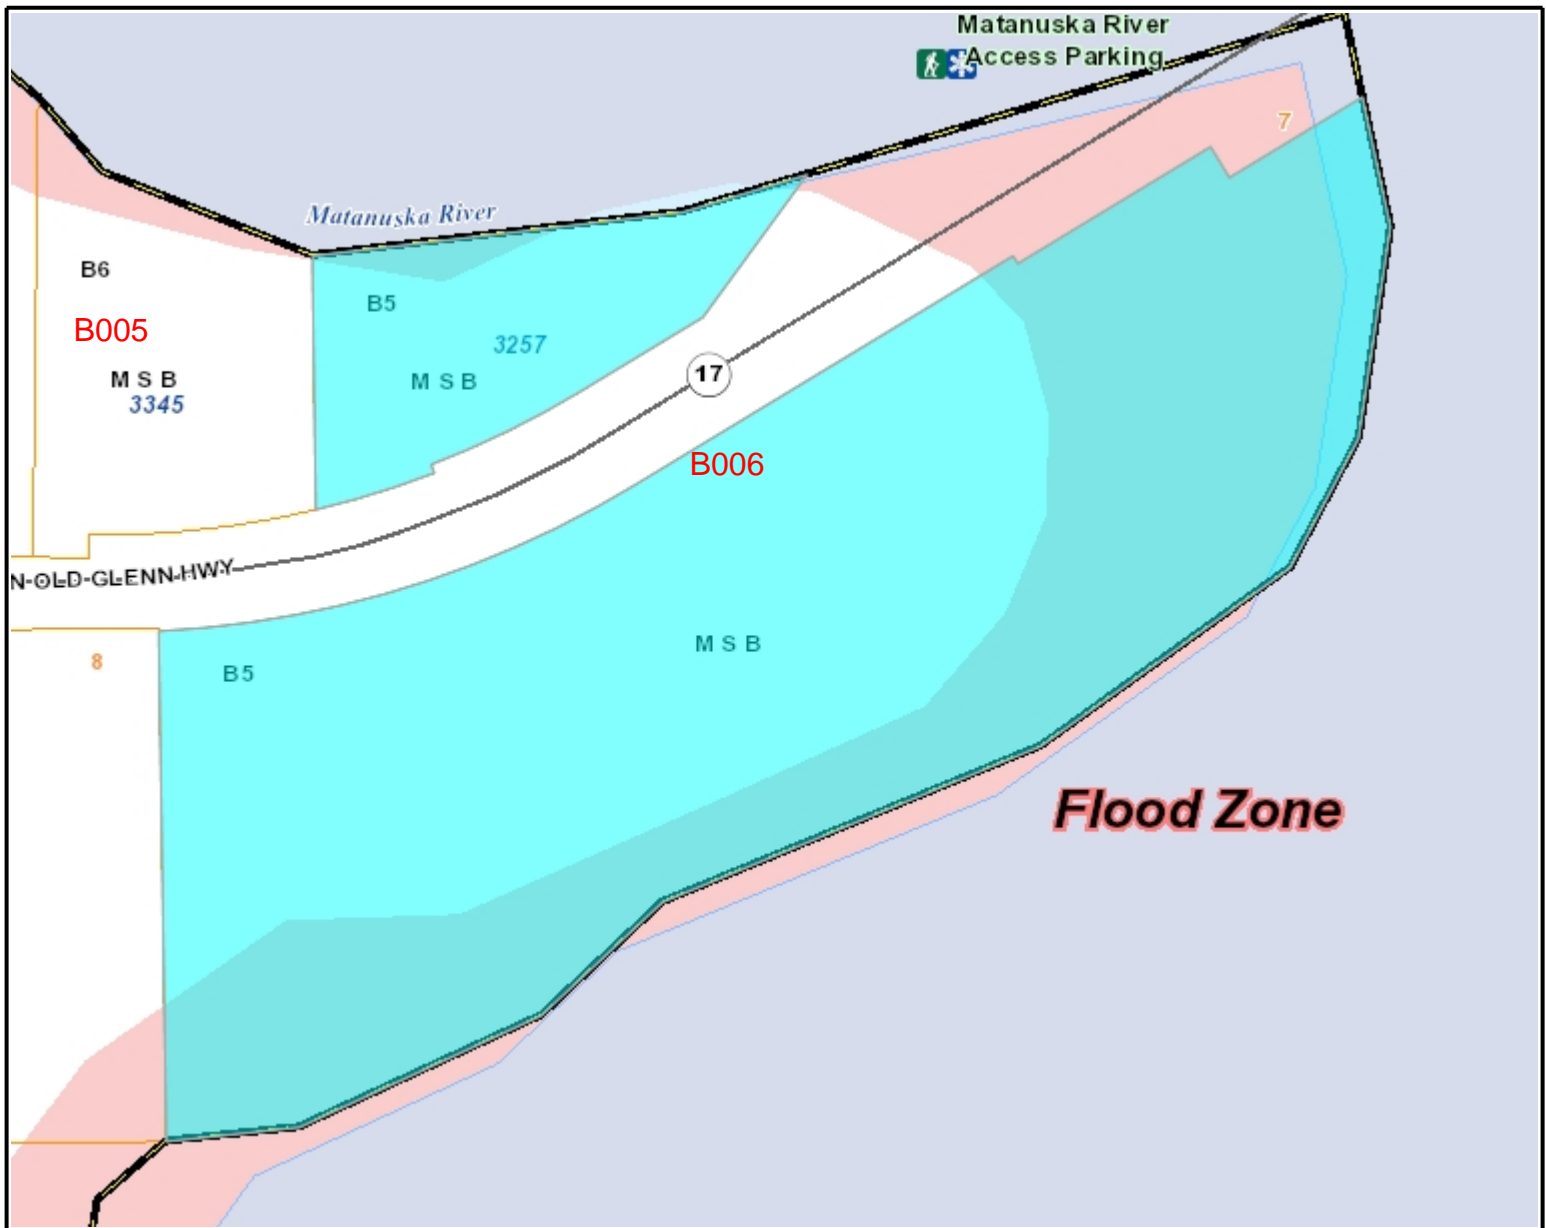 Matanuska River
Access Parking
7
Matanuska River
B6
B005
M S B
3345
B5
3257
M S B
17
B006
N-OLD-GLENN-HWY
8
B5
M S B
Flood Zone